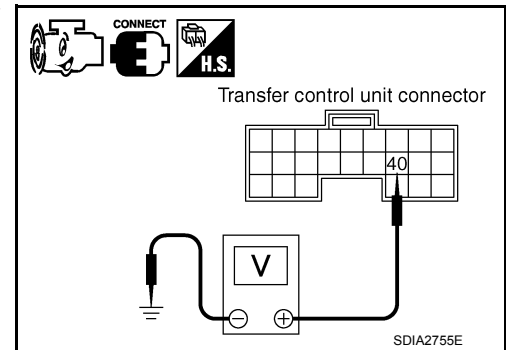 CONNECT
H.S.
Transfer control unit connector
40
V
− +
SDIA2755E